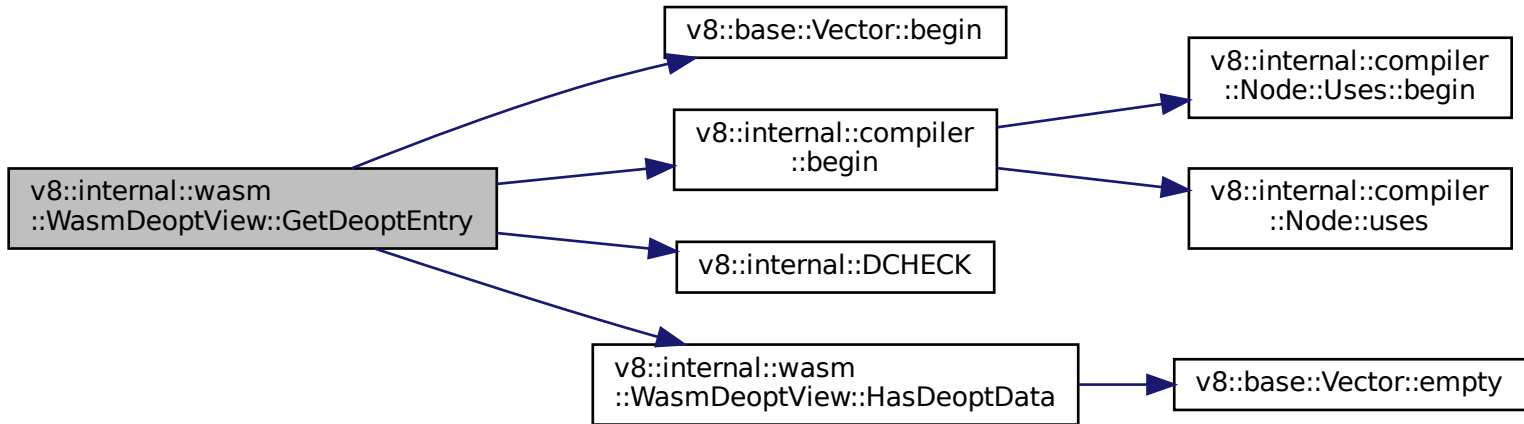 v8::internal::wasm
::WasmDeoptView::GetDeoptEntry
v8::base::Vector::begin
v8::internal::compiler
::begin
v8::internal::DCHECK
v8::internal::wasm
::WasmDeoptView::HasDeoptData
v8::internal::compiler
::Node::Uses::begin
v8::internal::compiler
::Node::uses
v8::base::Vector::empty